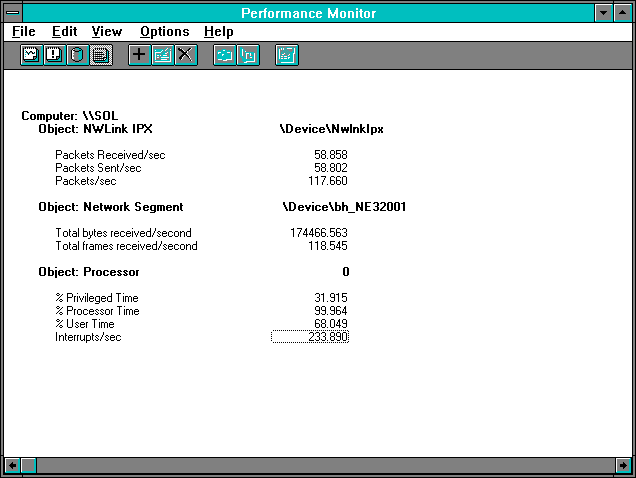 Performance Monitor
File Edit View Options Help
Computer: \\SOL
Object: NWLink IPX \Device\NwlnkIpx
Packets Received/sec 58.858
Packets Sent/sec 58.802
Packets/sec 117.660
Object: Network Segment \Device\bh_NE32001
Total bytes received/second 174466.563
Total frames received/second 118.545
Object: Processor 0
% Privileged Time 31.915
% Processor Time 99.964
% User Time 68.049
Interrupts/sec 233.890